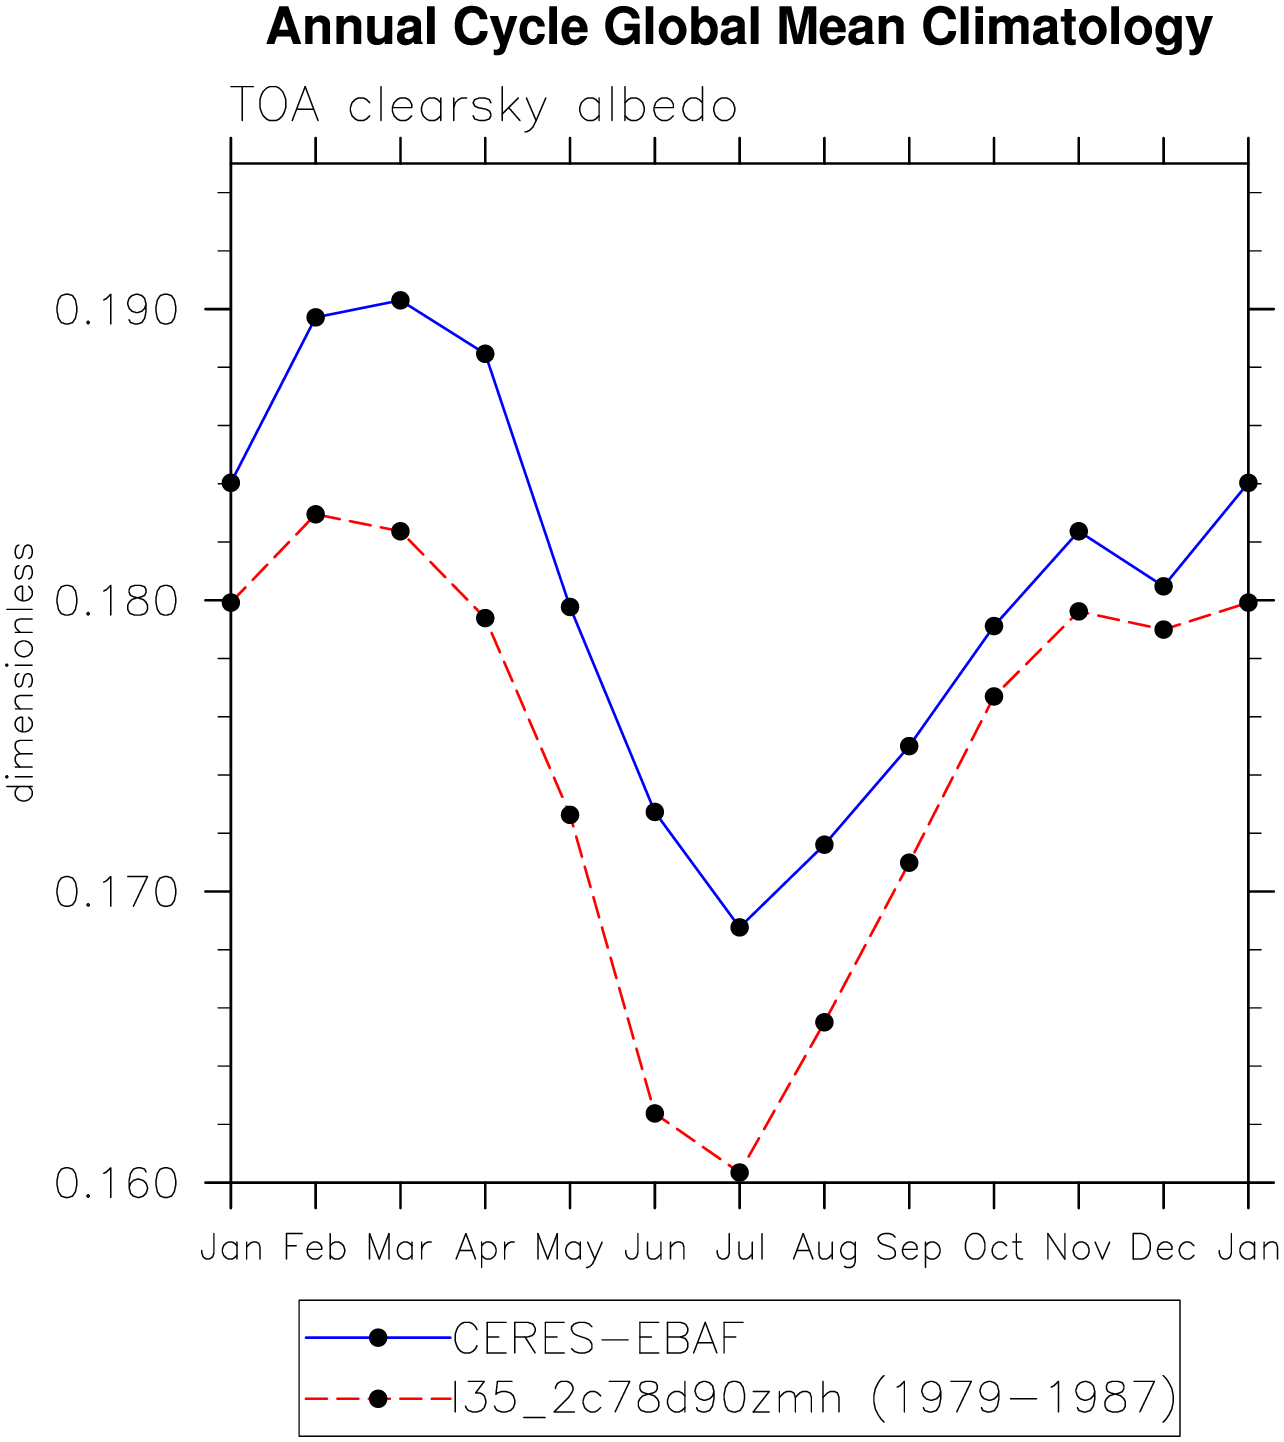 Annual Cycle Global Mean Climatology
TOA clearsky albedo
dimensionless
0.190
0.180
0.170
0.160
Jan Feb Mar Apr May Jun Jul Aug Sep Oct Nov Dec Jan
CERES-EBAF
I35_2c78d90zmh (1979-1987)